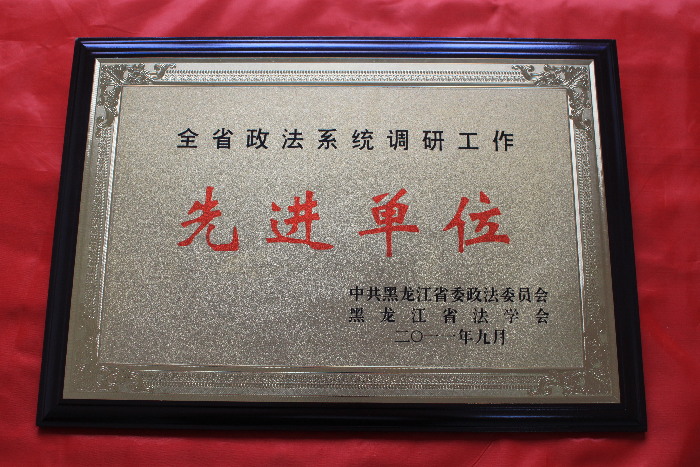 全省政法系统调研工作
先进单位
中共黑龙江省委政法委员会
黑龙江省法学会
二〇一一年九月